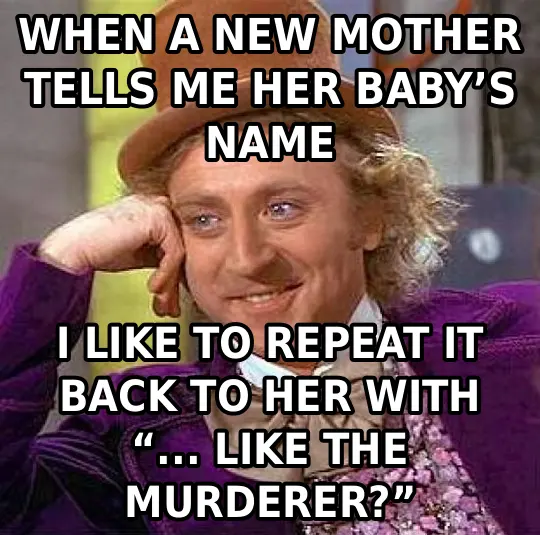 WHEN A NEW MOTHER
TELLS ME HER BABY’S
NAME
I LIKE TO REPEAT IT
BACK TO HER WITH
“... LIKE THE
MURDERER?”